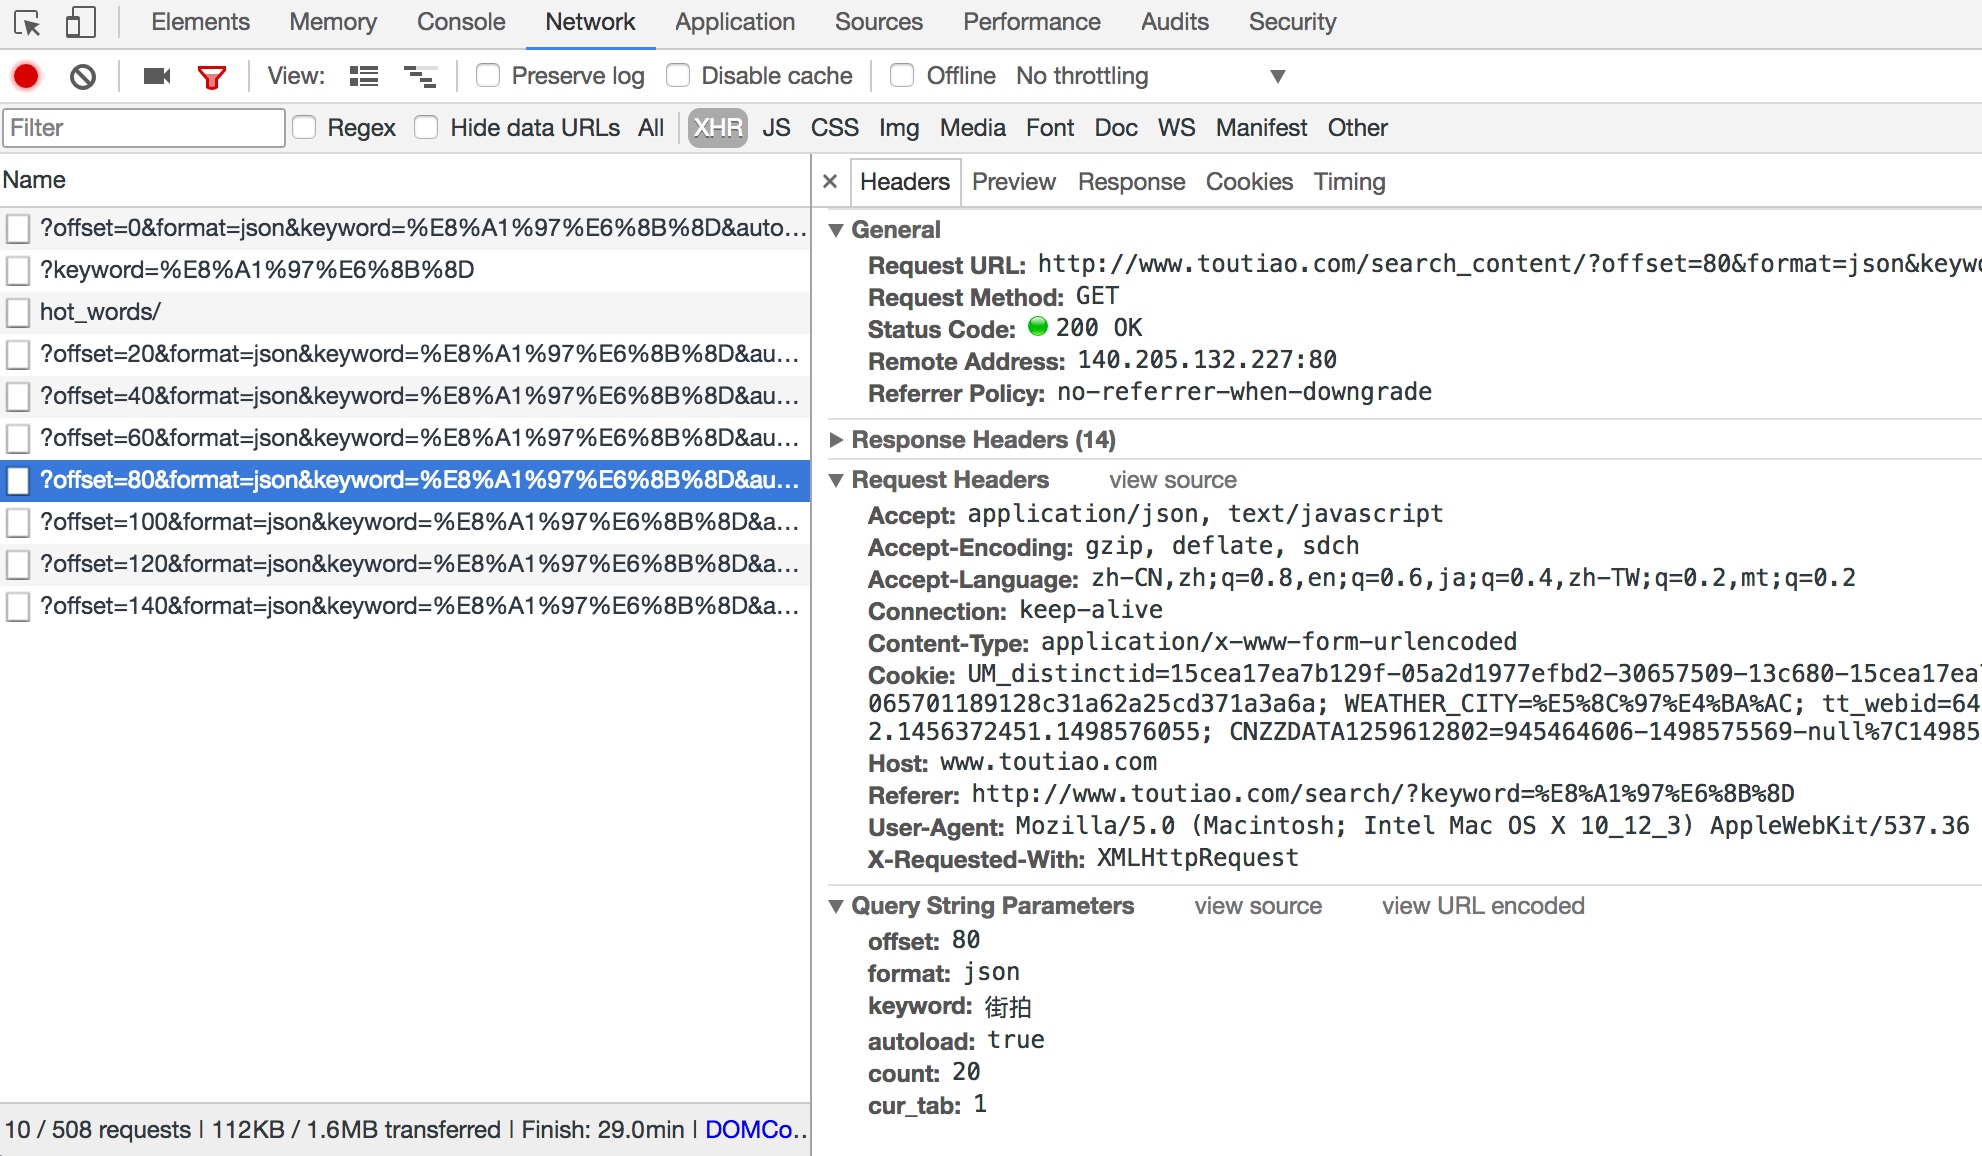 Elements Memory Console Network Application Sources Performance Audits Security
View: Preserve log Disable cache Offline No throttling
Filter Regex Hide data URLs All XHR JS CSS Img Media Font Doc WS Manifest Other
Name
?offset=0&format=json&keyword=%E8%A1%97%E6%8B%8D&auto...
?keyword=%E8%A1%97%E6%8B%8D
hot_words/
?offset=20&format=json&keyword=%E8%A1%97%E6%8B%8D&au...
?offset=40&format=json&keyword=%E8%A1%97%E6%8B%8D&au...
?offset=60&format=json&keyword=%E8%A1%97%E6%8B%8D&au...
?offset=80&format=json&keyword=%E8%A1%97%E6%8B%8D&au...
?offset=100&format=json&keyword=%E8%A1%97%E6%8B%8D&a...
?offset=120&format=json&keyword=%E8%A1%97%E6%8B%8D&a...
?offset=140&format=json&keyword=%E8%A1%97%E6%8B%8D&a...
10 / 508 requests | 112KB / 1.6MB transferred | Finish: 29.0min | DOMCo...
× Headers Preview Response Cookies Timing
General
Request URL: http://www.toutiao.com/search_content/?offset=80&format=json&keyw
Request Method: GET
Status Code: 200 OK
Remote Address: 140.205.132.227:80
Referrer Policy: no-referrer-when-downgrade
Response Headers (14)
Request Headers view source
Accept: application/json, text/javascript
Accept-Encoding: gzip, deflate, sdch
Accept-Language: zh-CN,zh;q=0.8,en;q=0.6,ja;q=0.4,zh-TW;q=0.2,mt;q=0.2
Connection: keep-alive
Content-Type: application/x-www-form-urlencoded
Cookie: UM_distinctid=15cea17ea7b129f-05a2d1977efbd2-30657509-13c680-15cea17ea
065701189128c31a62a25cd371a3a6a; WEATHER_CITY=%E5%8C%97%E4%BA%AC; tt_webid=64
2.1456372451.1498576055; CNZZDATA1259612802=945464606-1498575569-null%7C14985
Host: www.toutiao.com
Referer: http://www.toutiao.com/search/?keyword=%E8%A1%97%E6%8B%8D
User-Agent: Mozilla/5.0 (Macintosh; Intel Mac OS X 10_12_3) AppleWebKit/537.36
X-Requested-With: XMLHttpRequest
Query String Parameters view source view URL encoded
offset: 80
format: json
keyword: 街拍
autoload: true
count: 20
cur_tab: 1